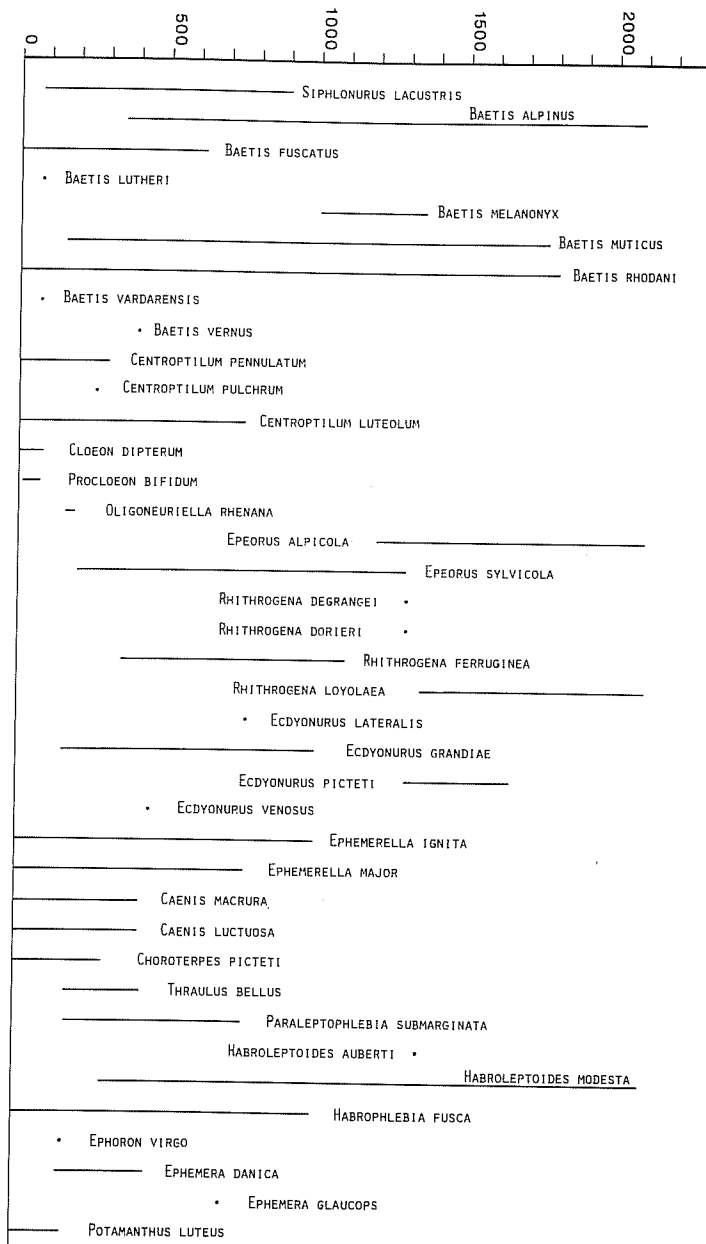 0 500 1000 1500 2000
SIPHLONURUS LACUSTRIS
BAETIS ALPINUS
BAETIS FUSCATUS
BAETIS LUTHERI
BAETIS MELANONYX
BAETIS MUTICUS
BAETIS RHODANI
BAETIS VARDARENSIS
BAETIS VERNUS
CENTROPTILUM PENNULATUM
CENTROPTILUM PULCHRUM
CENTROPTILUM LUTEOLUM
CLOEON DIPTERUM
PROCLOEON BIFIDUM
OLIGONEURIELLA RHENANA
EPEORUS ALPICOLA
EPEORUS SYLVICOLA
RHITHROGENA DEGRANGEI
RHITHROGENA DORIERI
RHITHROGENA FERRUGINEA
RHITHROGENA LOYOLAEA
ECDYONURUS LATERALIS
ECDYONURUS GRANDIAE
ECDYONURUS PICTETI
ECDYONURUS VENOSUS
EPHEMERELLA IGNITA
EPHEMERELLA MAJOR
CAENIS MACRURA
CAENIS LUCTUOSA
CHOROTERPES PICTETI
THRAULUS BELLUS
PARALEPTOPHLEBIA SUBMARGINATA
HABROLEPTOIDES AUBERTI
HABROLEPTOIDES MODESTA
HABROPHLEBIA FUSCA
EPHORON VIRGO
EPHEMERA DANICA
EPHEMERA GLAUCOPS
POTAMANTHUS LUTEUS